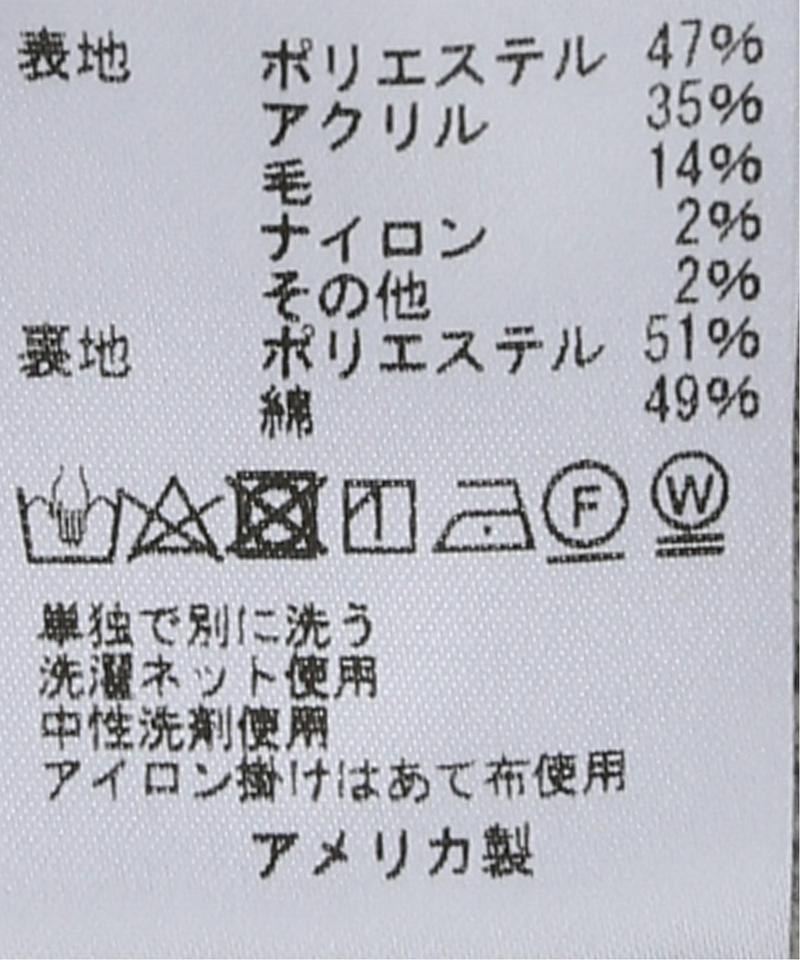 表地 ポリエステル 47%
アクリル 35%
毛 14%
ナイロン 2%
その他 2%
裏地 ポリエステル 51%
綿 49%
F W
単独で別に洗う
洗濯ネット使用
中性洗剤使用
アイロン掛けはあて布使用
アメリカ製